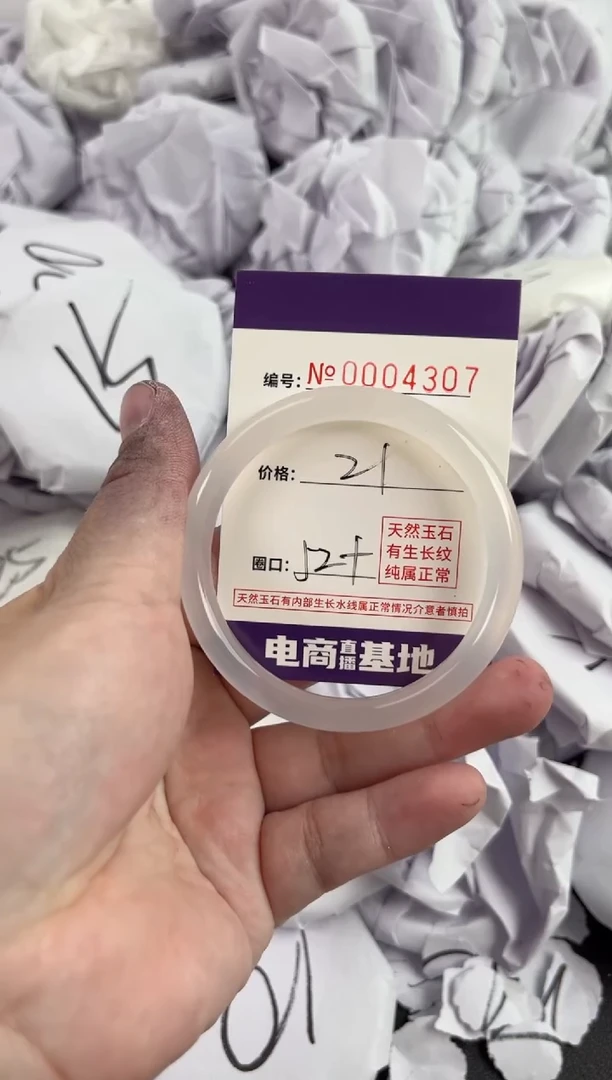 编号: №0004307
价格: 21
圈口: 52+
天然玉石
有生长纹
纯属正常
天然玉石有内部生长水线属正常情况介意者慎拍
电商直播基地
01